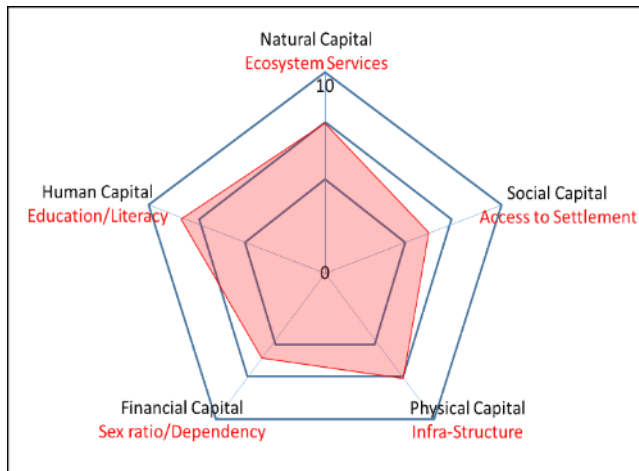 Natural Capital
Ecosystem Services
10
Human Capital
Education/Literacy
Social Capital
Access to Settlement
0
Financial Capital
Sex ratio/Dependency
Physical Capital
Infra-Structure